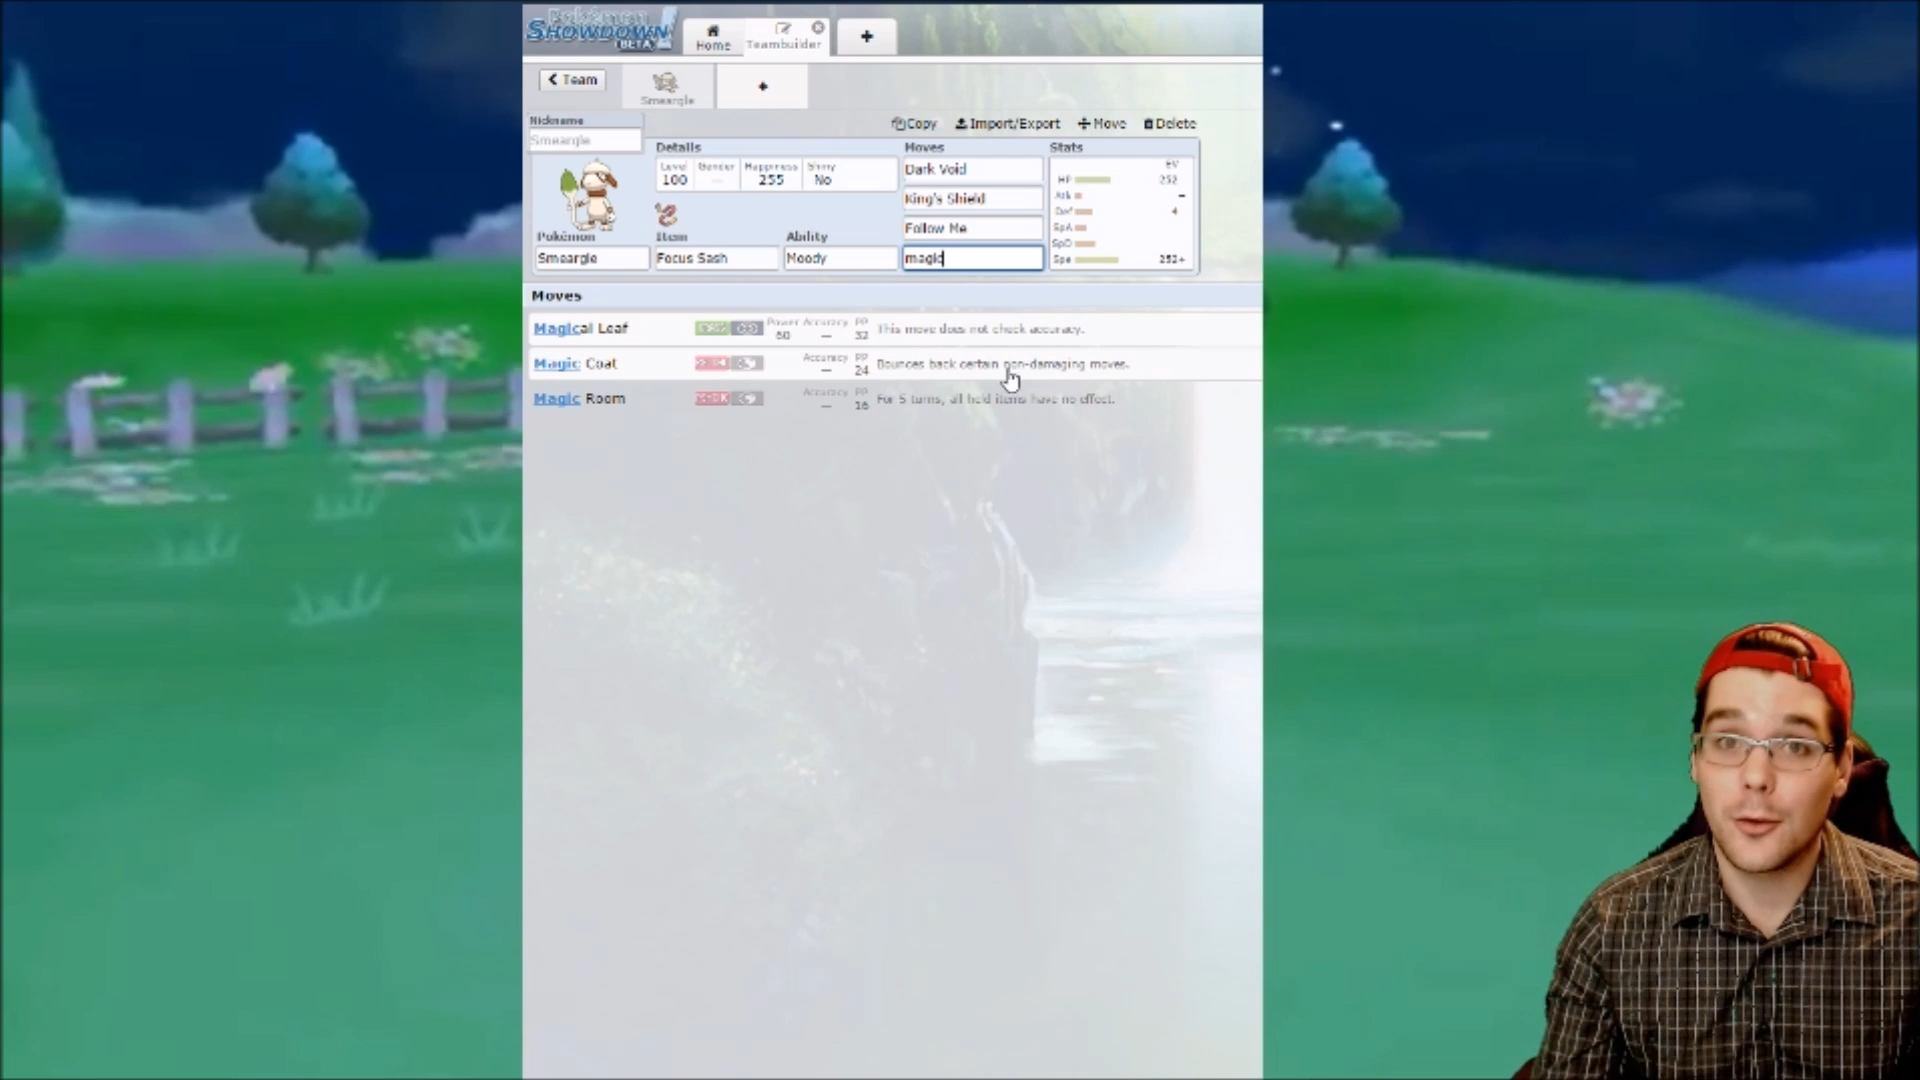 Pokémon
SHOWDOWN
BETA
Home
Teambuilder
Team
Smeargle
Copy
Import/Export
Move
Delete
Nickname
Smeargle
Details
Level
100
Gender
—
Happiness
255
Shiny
No
Pokémon
Smeargle
Item
Focus Sash
Ability
Moody
Moves
Dark Void
King's Shield
Follow Me
magic
Stats
EV
HP 252
Atk –
Def 4
SpA
SpD
Spe 252+
Moves
Magical Leaf Power 60 Accuracy — PP 32 This move does not check accuracy.
Magic Coat Accuracy — PP 24 Bounces back certain non-damaging moves.
Magic Room Accuracy — PP 16 For 5 turns, all held items have no effect.